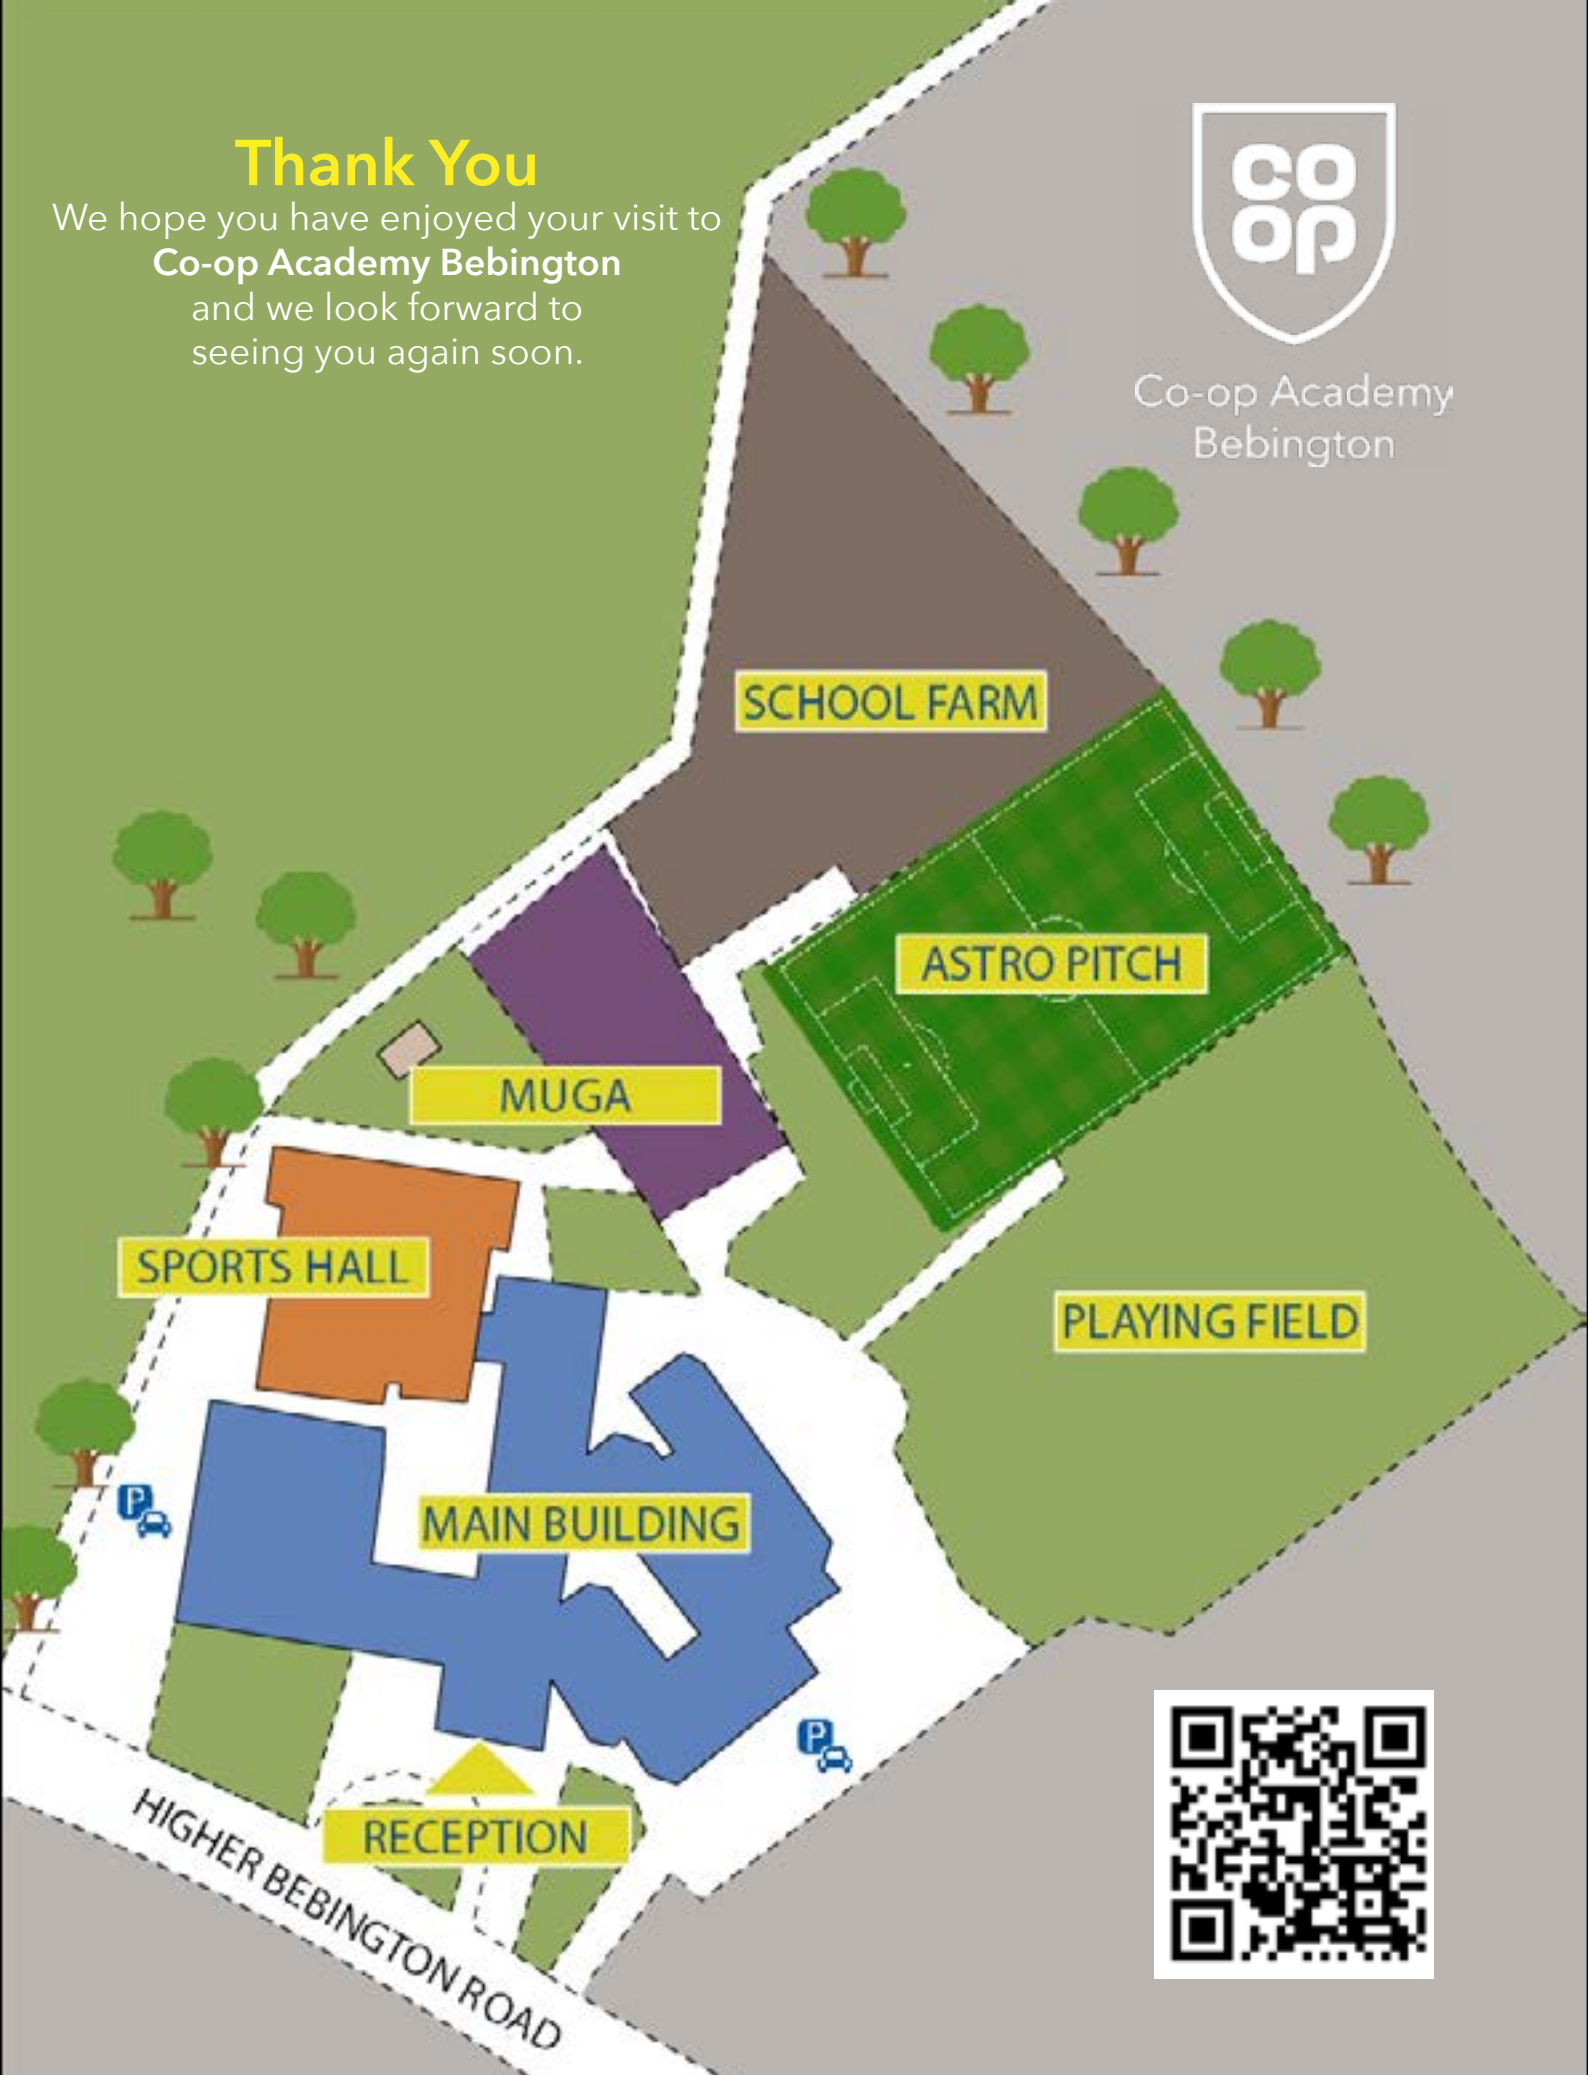 Thank You
We hope you have enjoyed your visit to
Co-op Academy Bebington
and we look forward to
seeing you again soon.
co
op
Co-op Academy
Bebington
SCHOOL FARM
ASTRO PITCH
MUGA
SPORTS HALL
PLAYING FIELD
P
MAIN BUILDING
P
RECEPTION
HIGHER BEBINGTON ROAD